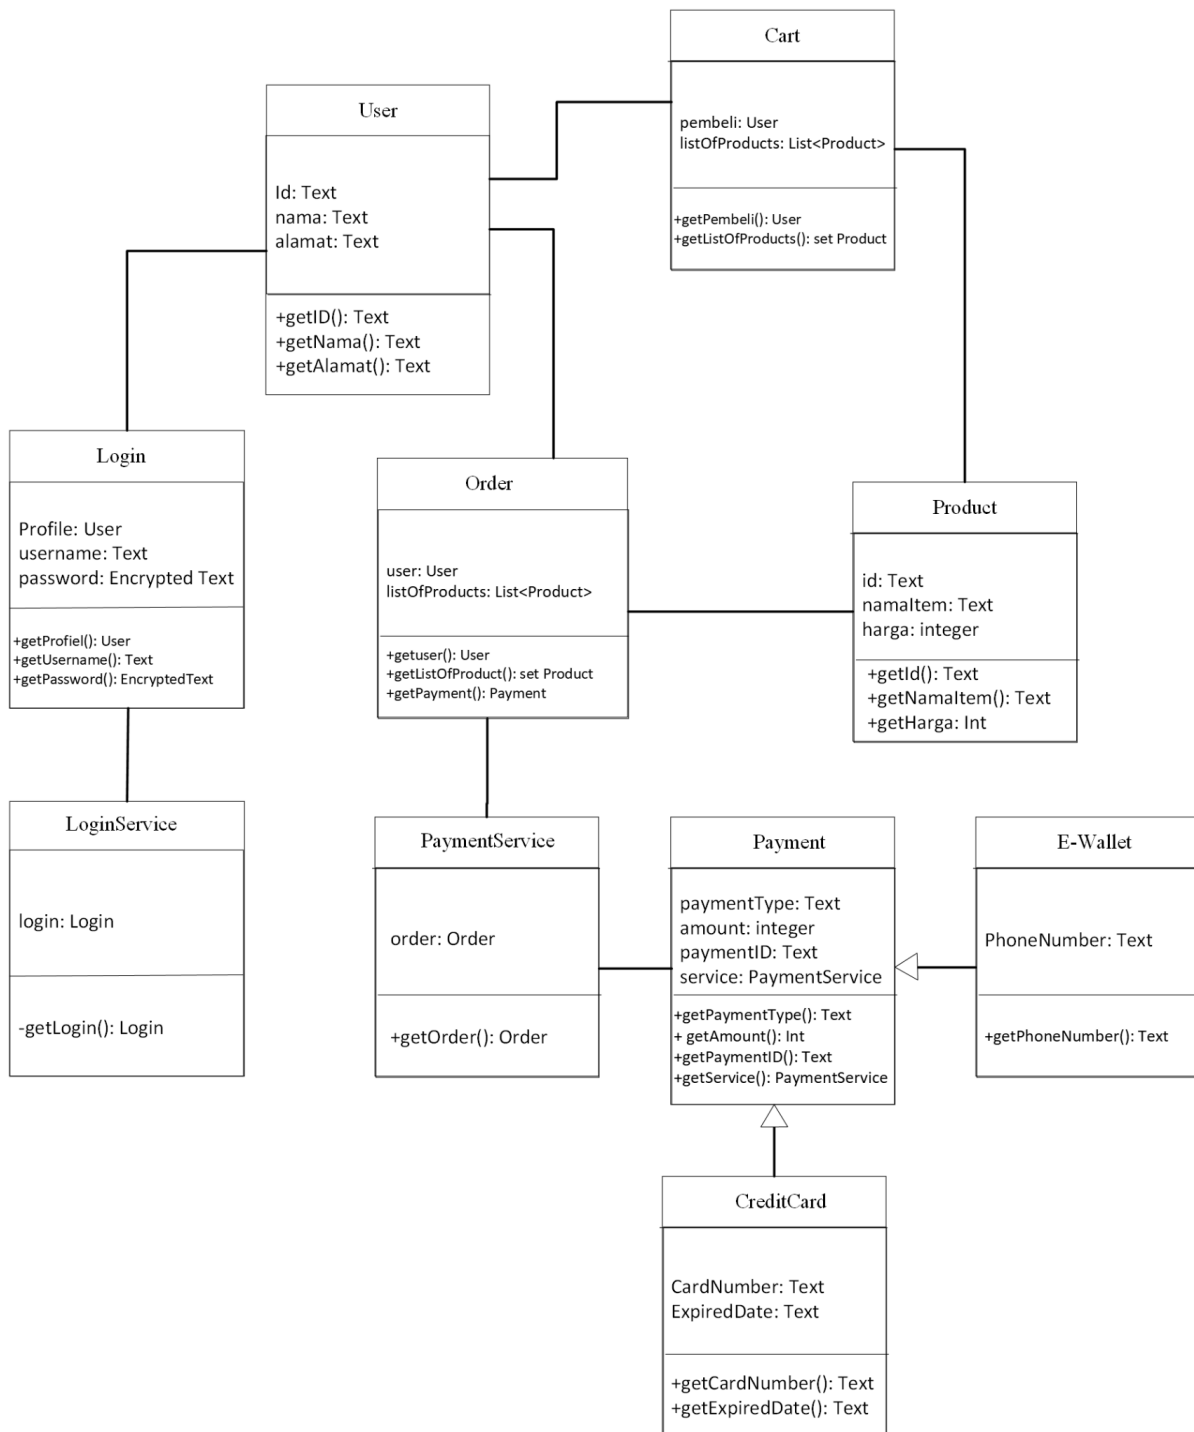 Cart
pembeli: User
listOfProducts: List<Product>
+getPembeli(): User
+getListOfProducts(): set Product
User
Id: Text
nama: Text
alamat: Text
+getID(): Text
+getNama(): Text
+getAlamat(): Text
Login
Profile: User
username: Text
password: Encrypted Text
+getProfiel(): User
+getUsername(): Text
+getPassword(): EncryptedText
Order
user: User
listOfProducts: List<Product>
+getuser(): User
+getListOfProduct(): set Product
+getPayment(): Payment
Product
id: Text
namaItem: Text
harga: integer
+getId(): Text
+getNamaItem(): Text
+getHarga: Int
LoginService
login: Login
-getLogin(): Login
PaymentService
order: Order
+getOrder(): Order
Payment
paymentType: Text
amount: integer
paymentID: Text
service: PaymentService
+getPaymentType(): Text
+ getAmount(): Int
+getPaymentID(): Text
+getService(): PaymentService
E-Wallet
PhoneNumber: Text
+getPhoneNumber(): Text
CreditCard
CardNumber: Text
ExpiredDate: Text
+getCardNumber(): Text
+getExpiredDate(): Text